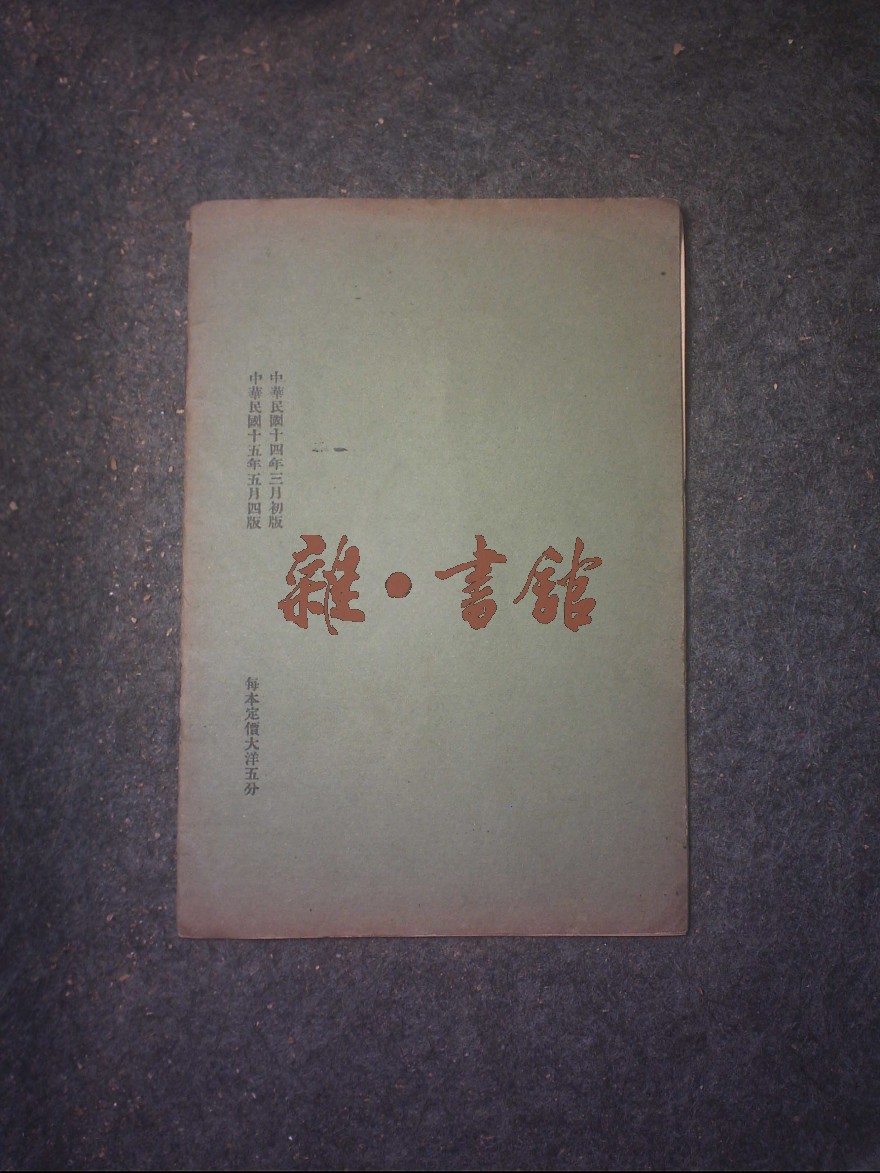 中華民國十四年三月初版
中華民國十五年五月四版
每本定價大洋五分
雜·書館